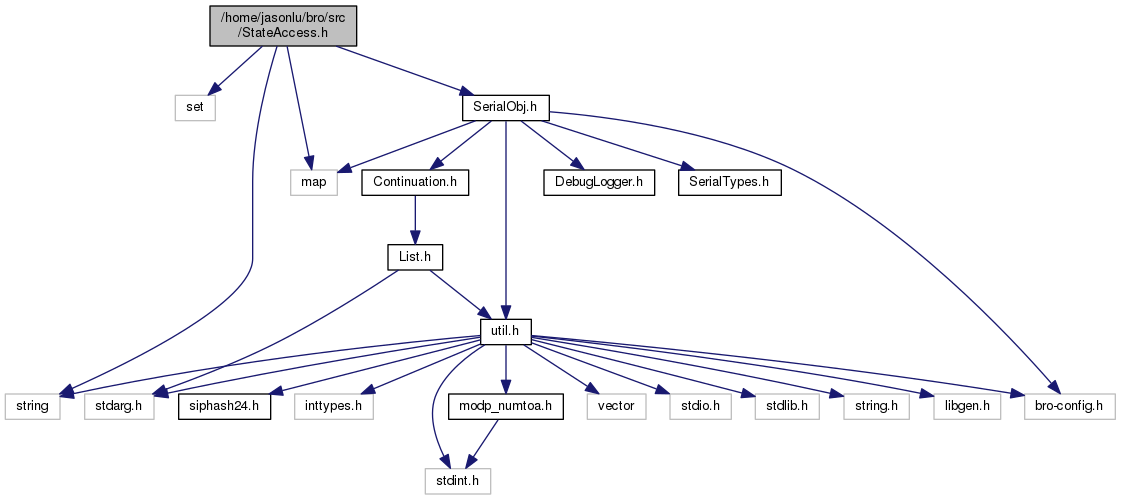 /home/jasonlu/bro/src
/StateAccess.h
set
SerialObj.h
map
Continuation.h
DebugLogger.h
SerialTypes.h
List.h
util.h
string
stdarg.h
siphash24.h
inttypes.h
modp_numtoa.h
vector
stdio.h
stdlib.h
string.h
libgen.h
bro-config.h
stdint.h